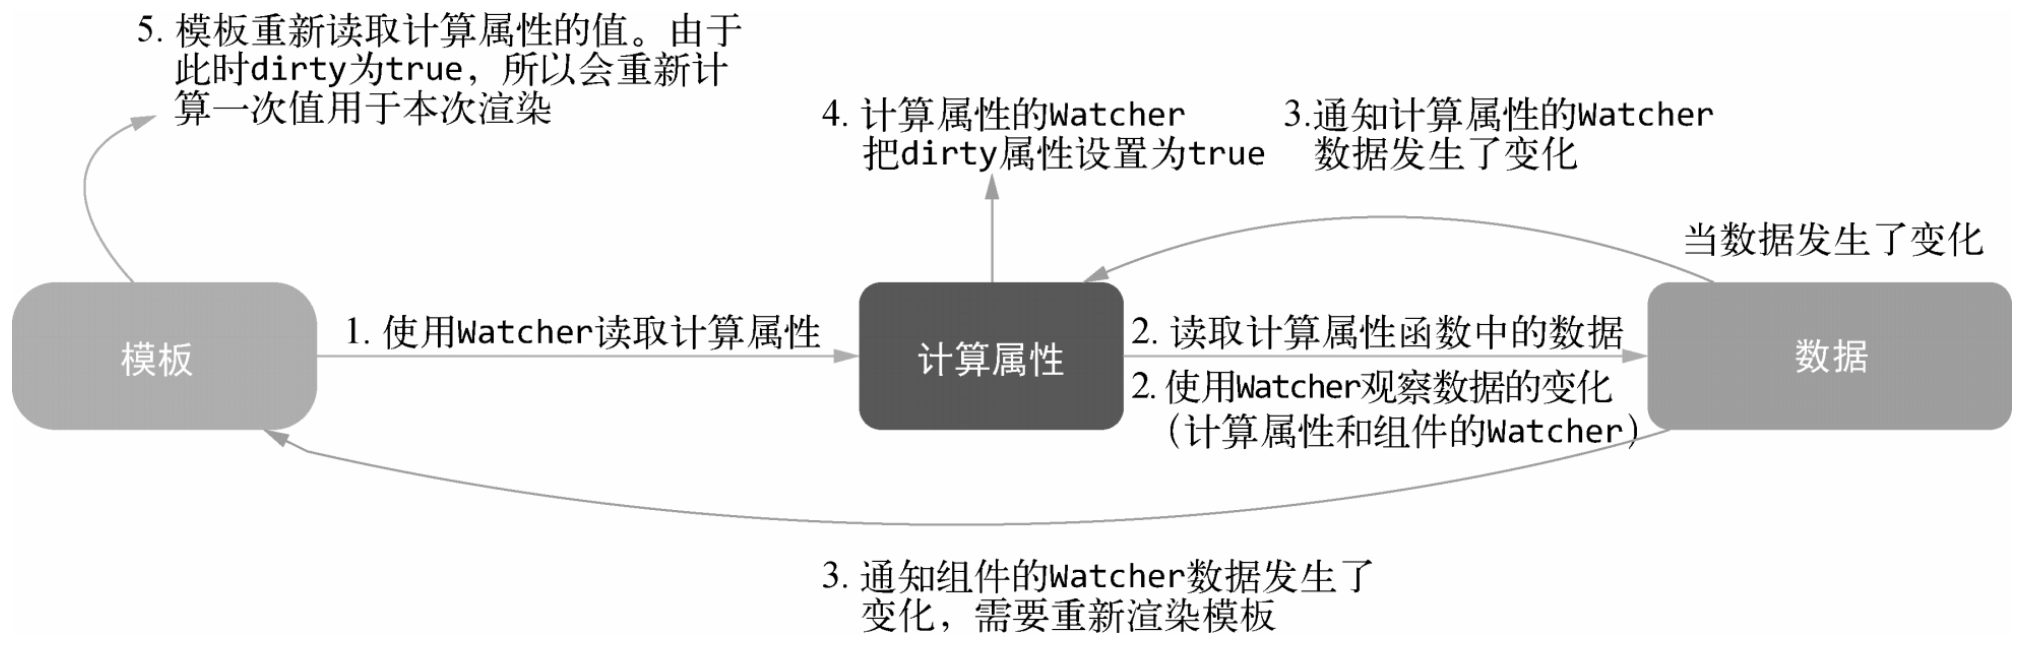 5. 模板重新读取计算属性的值。由于
此时dirty为true，所以会重新计
算一次值用于本次渲染
4. 计算属性的Watcher
把dirty属性设置为true
3.通知计算属性的Watcher
数据发生了变化
当数据发生了变化
模板
1. 使用Watcher读取计算属性
计算属性
2. 读取计算属性函数中的数据
2. 使用Watcher观察数据的变化
（计算属性和组件的Watcher）
数据
3. 通知组件的Watcher数据发生了
变化，需要重新渲染模板